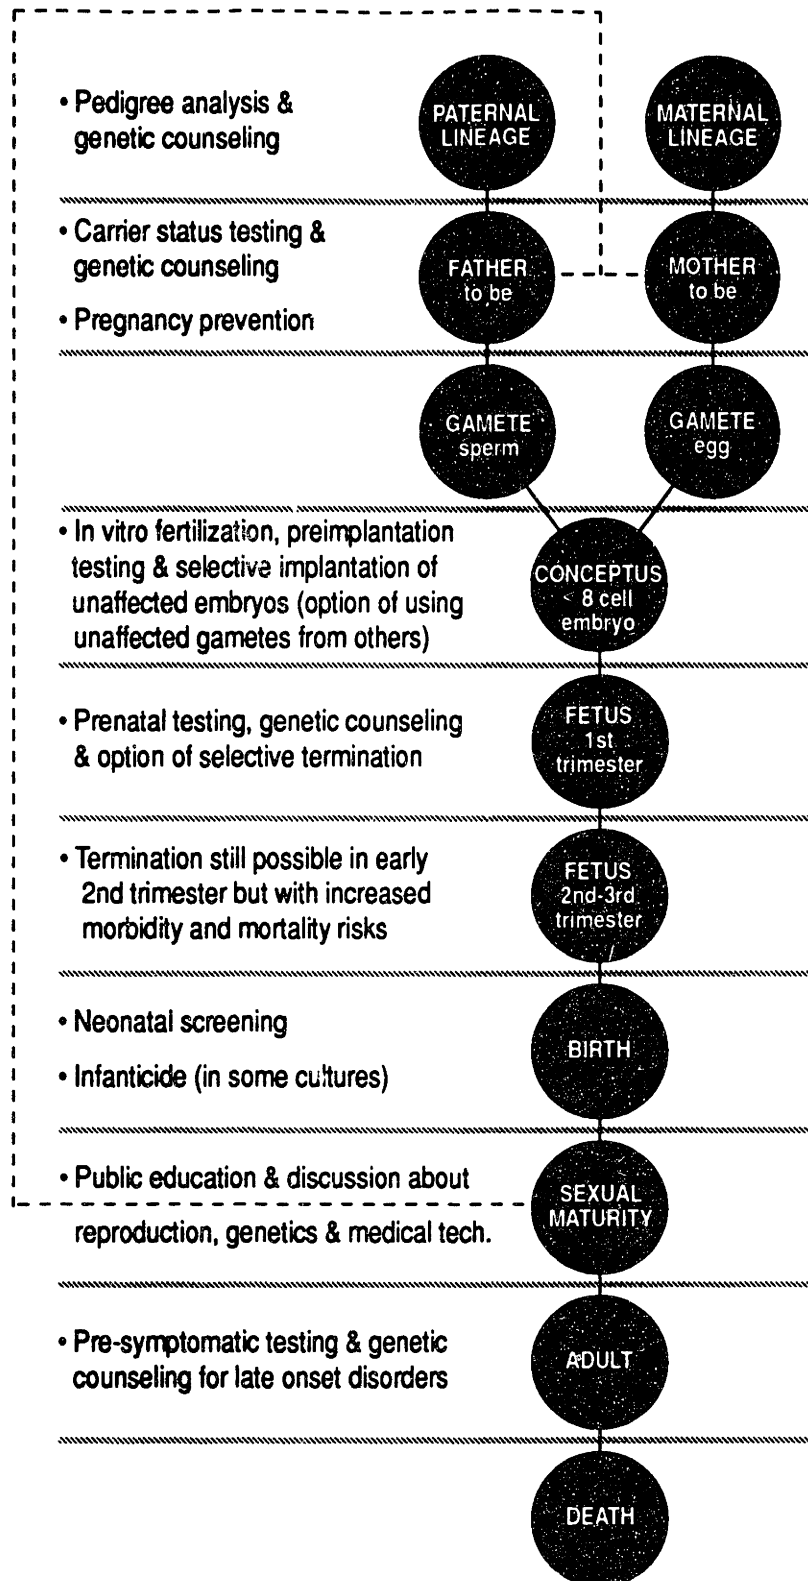 • Pedigree analysis &
genetic counseling
PATERNAL
LINEAGE
MATERNAL
LINEAGE
• Carrier status testing &
genetic counseling
• Pregnancy prevention
FATHER
to be
MOTHER
to be
GAMETE
sperm
GAMETE
egg
• In vitro fertilization, preimplantation
testing & selective implantation of
unaffected embryos (option of using
unaffected gametes from others)
CONCEPTUS
< 8 cell
embryo
• Prenatal testing, genetic counseling
& option of selective termination
FETUS
1st
trimester
• Termination still possible in early
2nd trimester but with increased
morbidity and mortality risks
FETUS
2nd-3rd
trimester
• Neonatal screening
• Infanticide (in some cultures)
BIRTH
• Public education & discussion about
reproduction, genetics & medical tech.
SEXUAL
MATURITY
• Pre-symptomatic testing & genetic
counseling for late onset disorders
ADULT
DEATH